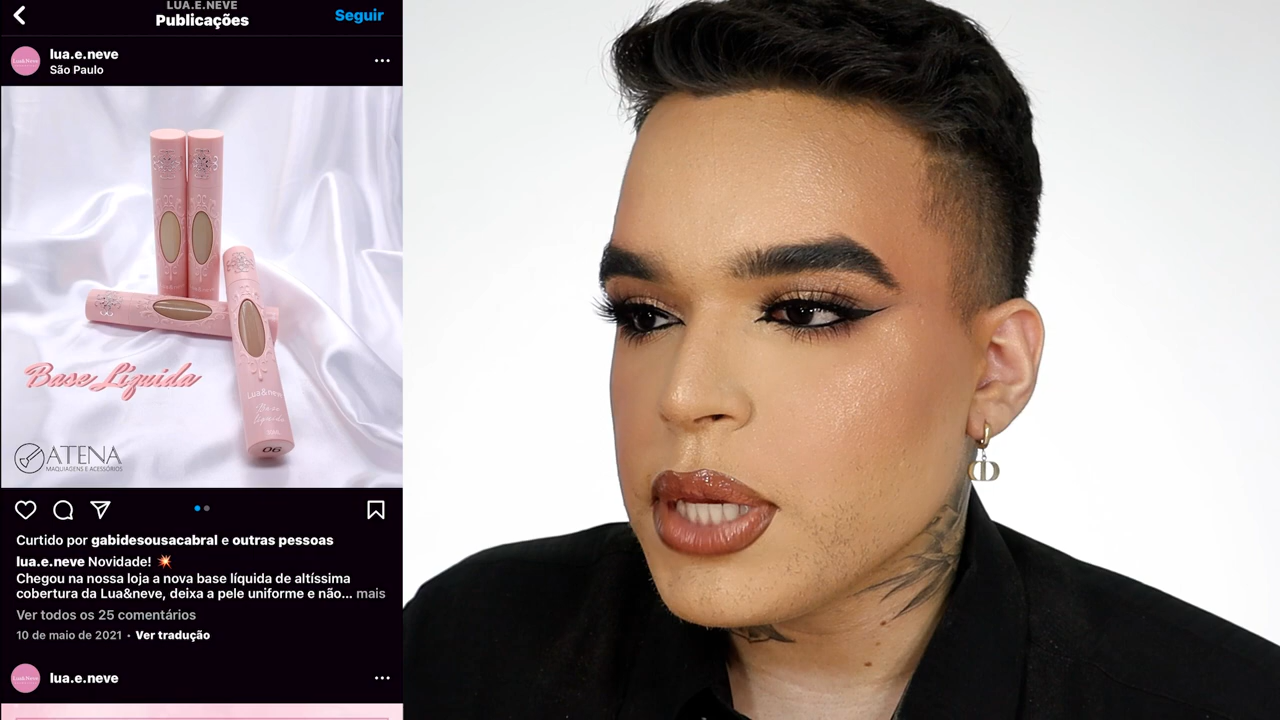 LUA.E.NEVE
Publicações
Seguir
lua.e.neve
São Paulo
Base Líquida
Lua&neve
Base
líquida
06
ATENA
MAQUIAGENS E ACESSÓRIOS
Curtido por gabidesousacabral e outras pessoas
lua.e.neve Novidade! 💥
Chegou na nossa loja a nova base líquida de altíssima
cobertura da Lua&neve, deixa a pele uniforme e não... mais
Ver todos os 25 comentários
10 de maio de 2021 • Ver tradução
lua.e.neve